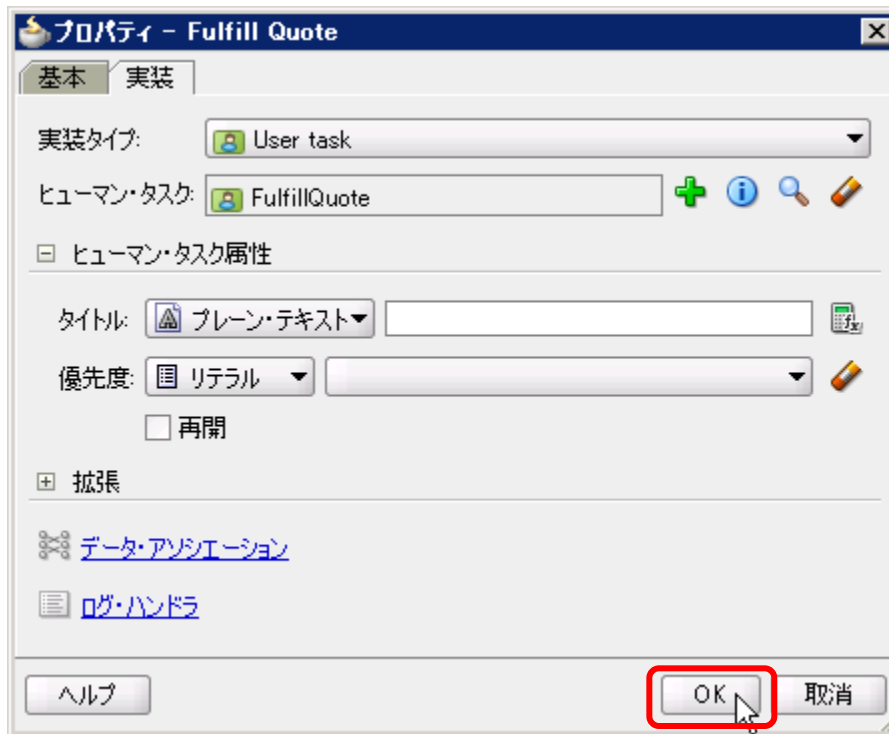 プロパティ - Fulfill Quote
基本 実装
実装タイプ: User task
ヒューマン・タスク: FulfillQuote
ヒューマン・タスク属性
タイトル: プレーン・テキスト
優先度: リテラル
再開
拡張
データ・アソシエーション
ログ・ハンドラ
ヘルプ OK 取消